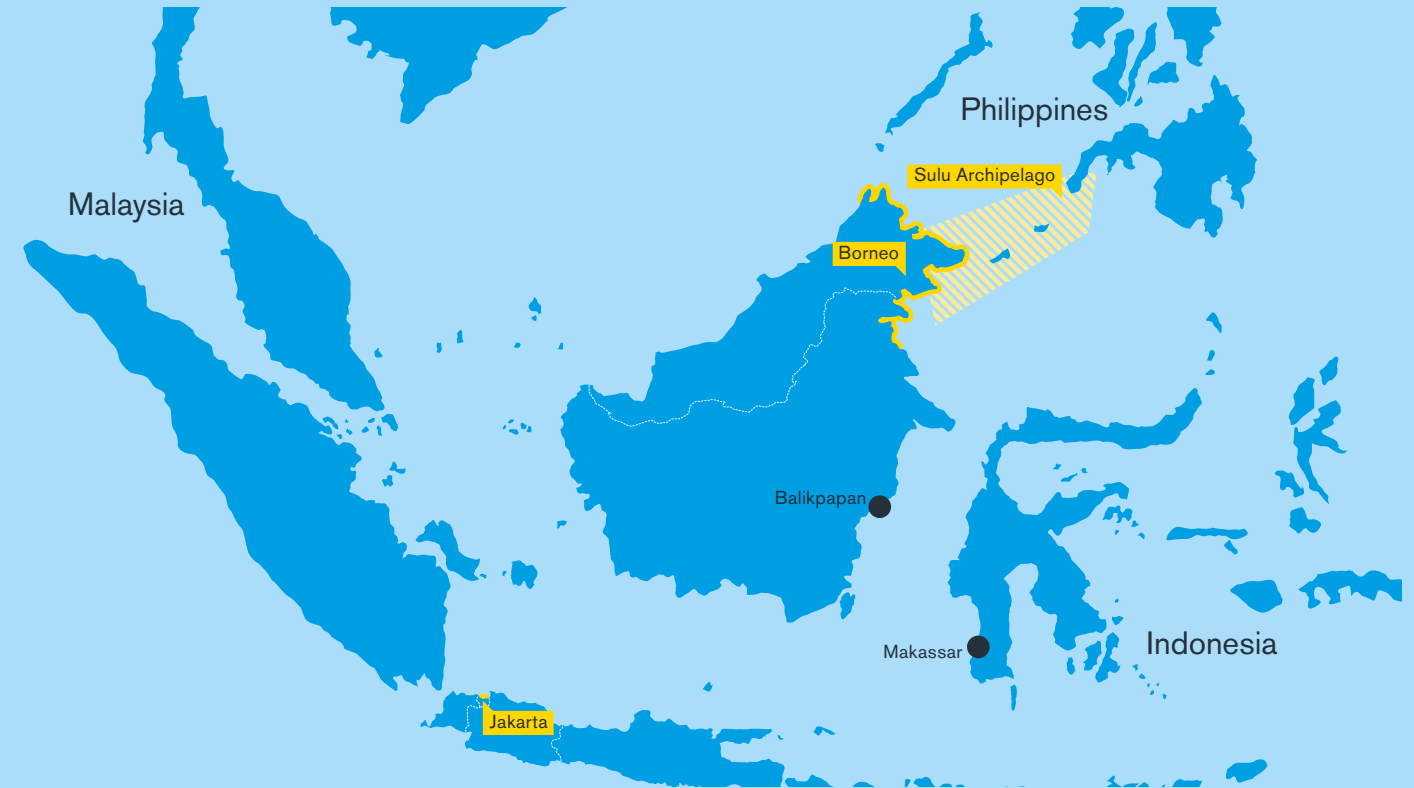 Philippines
Sulu Archipelago
Malaysia
Borneo
Balikpapan
Makassar
Indonesia
Jakarta